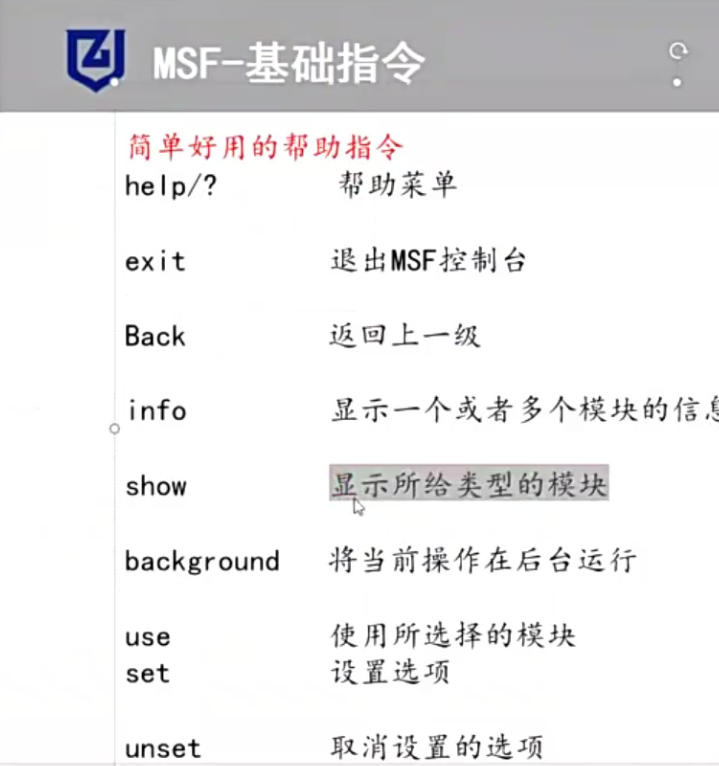 MSF-基础指令
简单好用的帮助指令
help/? 帮助菜单
exit 退出MSF控制台
Back 返回上一级
info 显示一个或者多个模块的信息
show 显示所给类型的模块
background 将当前操作在后台运行
use 使用所选择的模块
set 设置选项
unset 取消设置的选项